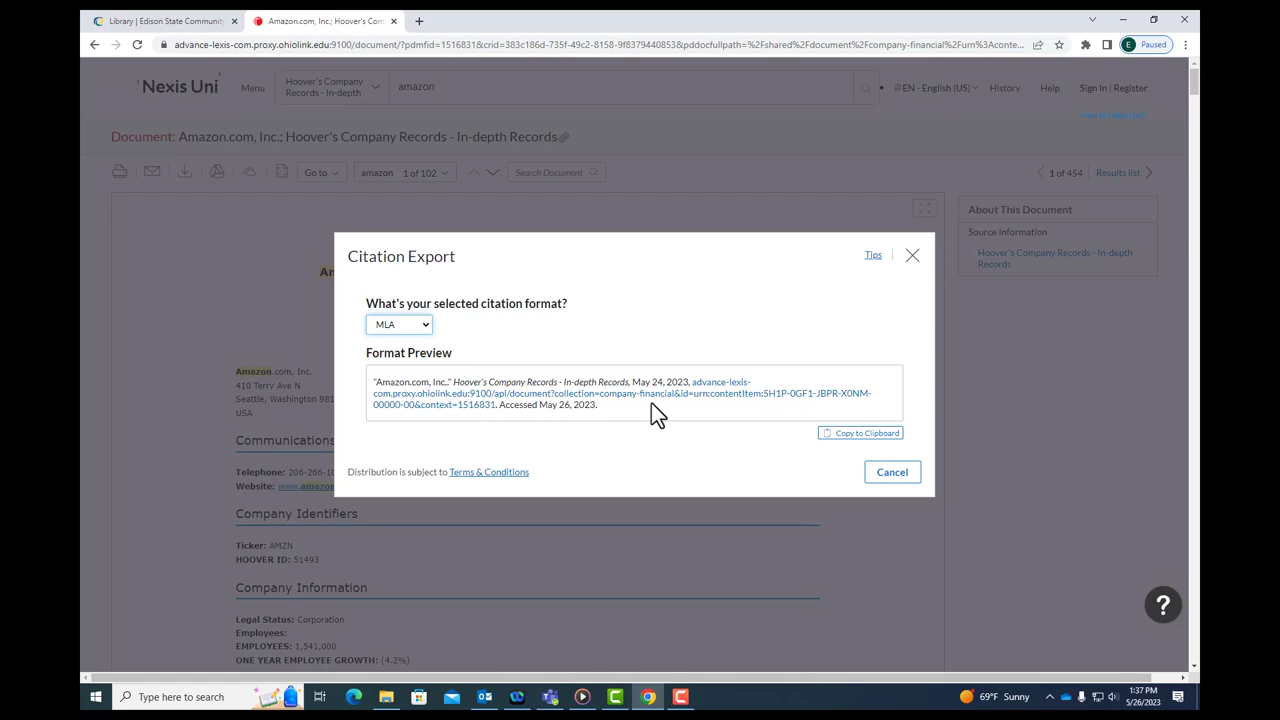 Library | Edison State Communit
Amazon.com, Inc.; Hoover's Com
advance-lexis-com.proxy.ohiolink.edu:9100/document/?pdmfid=1516831&crid=383c186d-735f-49c2-8158-9f8379440853&pddocfullpath=%2Fshared%2Fdocument%2Fcompany-financial%2Furn%3Aconte...
E Paused
Nexis Uni
Menu
Hoover's Company
Records - In-depth
amazon
EN - English (US)
History
Help
Sign In | Register
Document: Amazon.com, Inc.; Hoover's Company Records - In-depth Records
Go to
amazon 1 of 102
Search Document
1 of 454
Results list
About This Document
Source Information
Hoover's Company Records - In-depth
Records
Citation Export
Tips
What's your selected citation format?
MLA
Format Preview
"Amazon.com, Inc.." Hoover's Company Records - In-depth Records, May 24, 2023, advance-lexis-
com.proxy.ohiolink.edu:9100/api/document?collection=company-financial&id=urn:contentItem:5H1P-0GF1-JBPR-X0NM-
00000-00&context=1516831. Accessed May 26, 2023.
Copy to Clipboard
Distribution is subject to Terms & Conditions
Cancel
Am
Amazon.com, Inc.
410 Terry Ave N
Seattle, Washington 98
USA
Communications
Telephone: 206-266-10
Website: www.amazon
Company Identifiers
Ticker: AMZN
HOOVER ID: 51493
Company Information
Legal Status: Corporation
Employees:
EMPLOYEES: 1,541,000
ONE YEAR EMPLOYEE GROWTH: (4.2%)
?
Type here to search
69°F Sunny
1:37 PM
5/26/2023